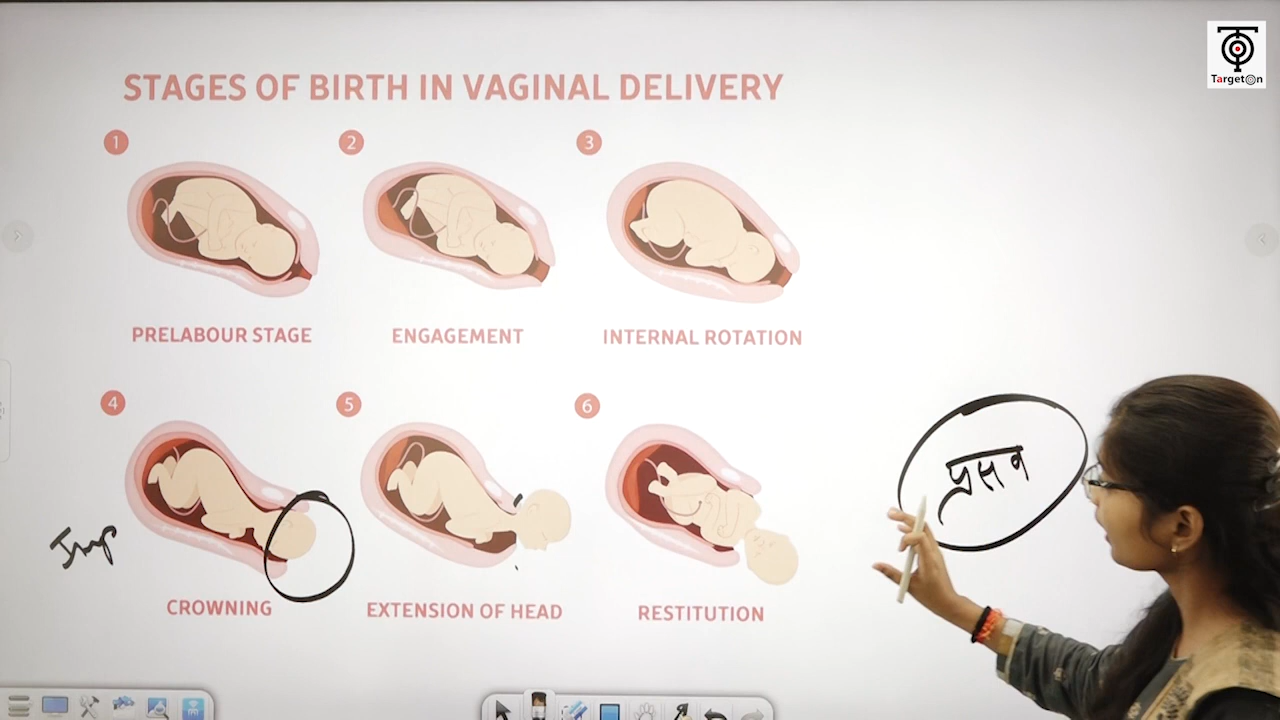 TargetOn
STAGES OF BIRTH IN VAGINAL DELIVERY
1
2
3
PRELABOUR STAGE
ENGAGEMENT
INTERNAL ROTATION
4
5
6
Imp
प्रसव
CROWNING
EXTENSION OF HEAD
RESTITUTION